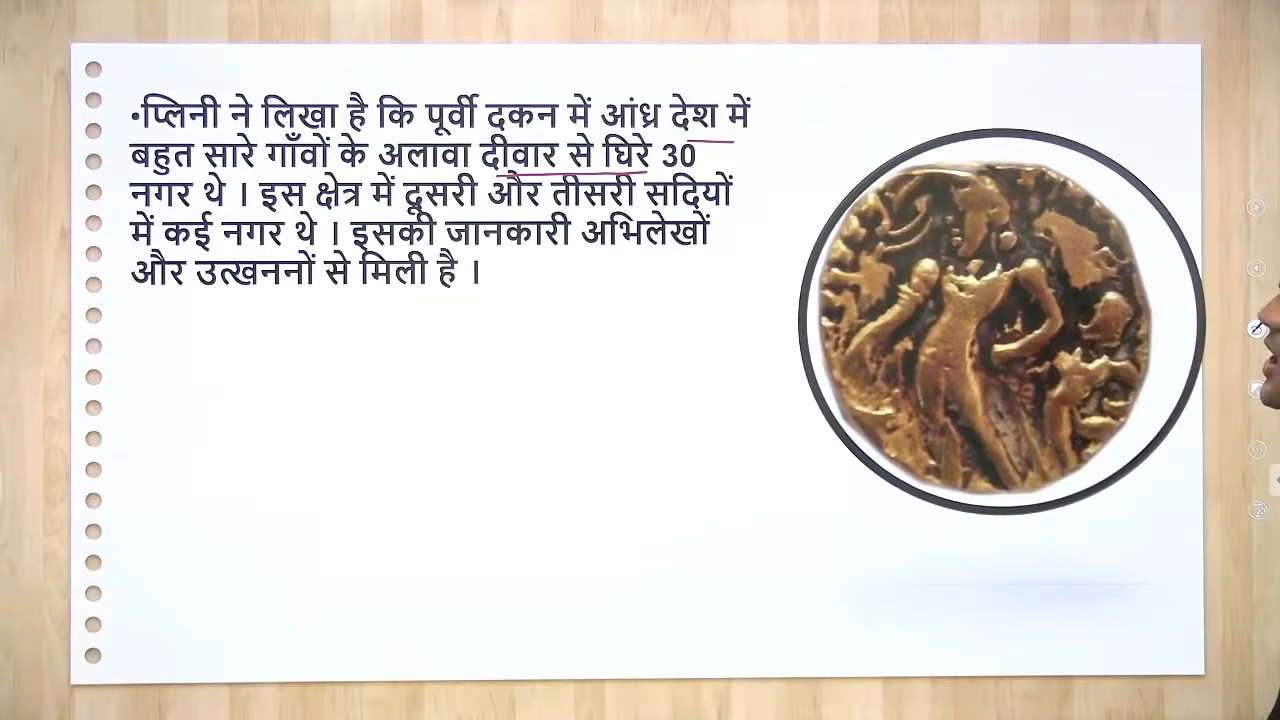 •प्लिनी ने लिखा है कि पूर्वी दकन में आंध्र देश में
बहुत सारे गाँवों के अलावा दीवार से घिरे 30
नगर थे । इस क्षेत्र में दूसरी और तीसरी सदियों
में कई नगर थे । इसकी जानकारी अभिलेखों
और उत्खननों से मिली है ।